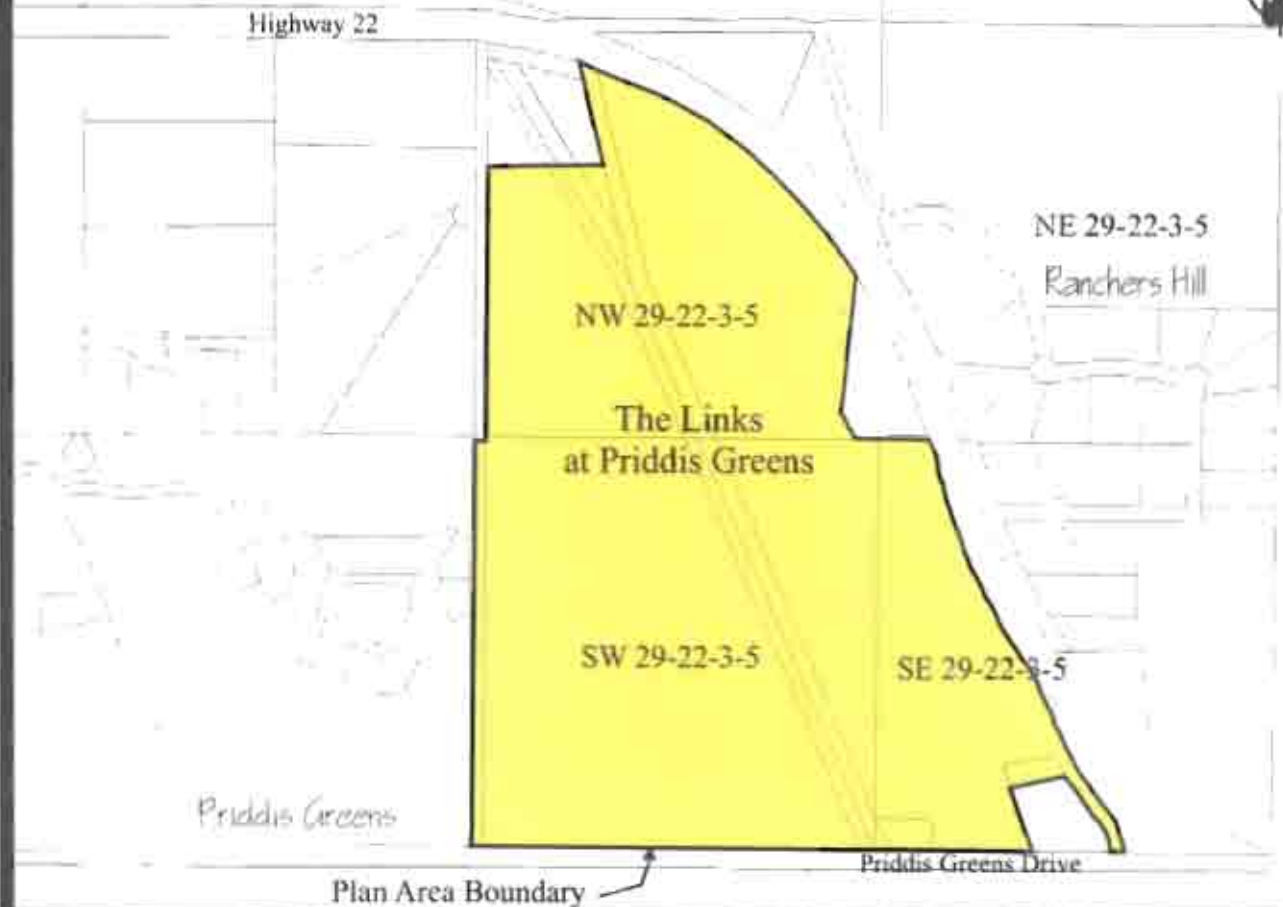 Highway 22
NE 29-22-3-5
Ranchers Hill
NW 29-22-3-5
The Links
at Priddis Greens
SW 29-22-3-5
SE 29-22-3-5
Priddis Greens
Priddis Greens Drive
Plan Area Boundary